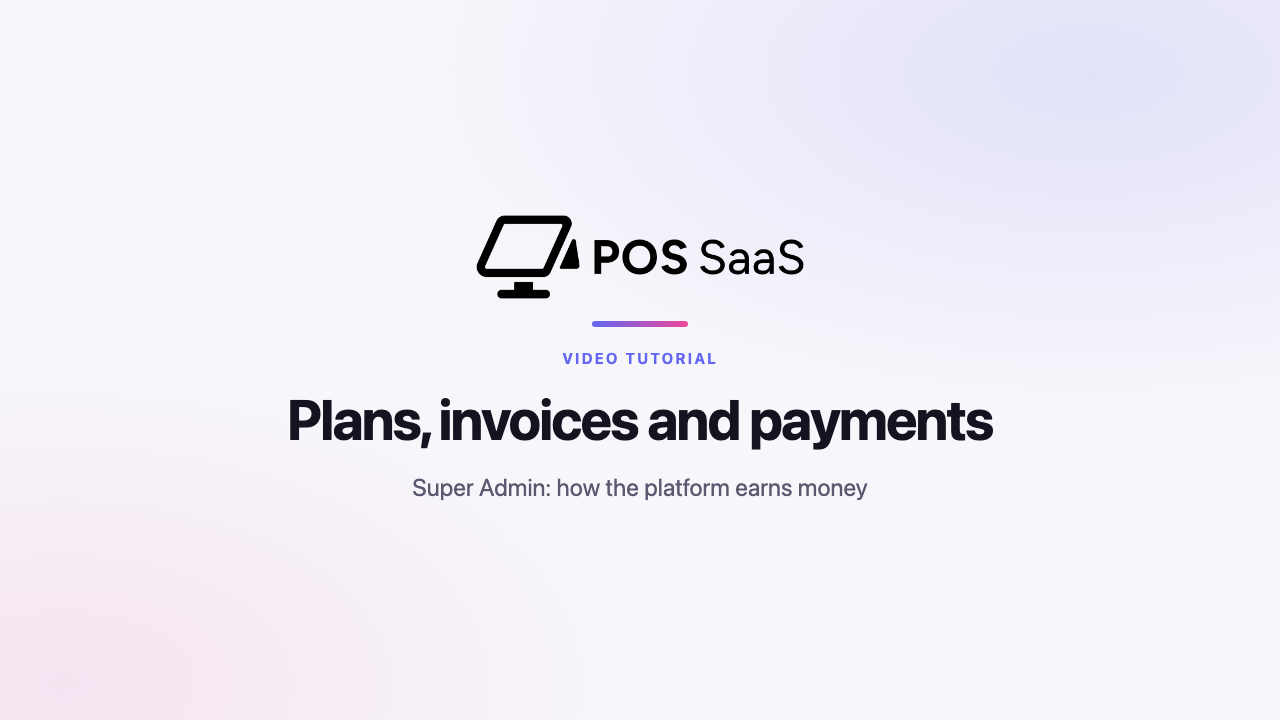 POS SaaS
VIDEO TUTORIAL
Plans, invoices and payments
Super Admin: how the platform earns money